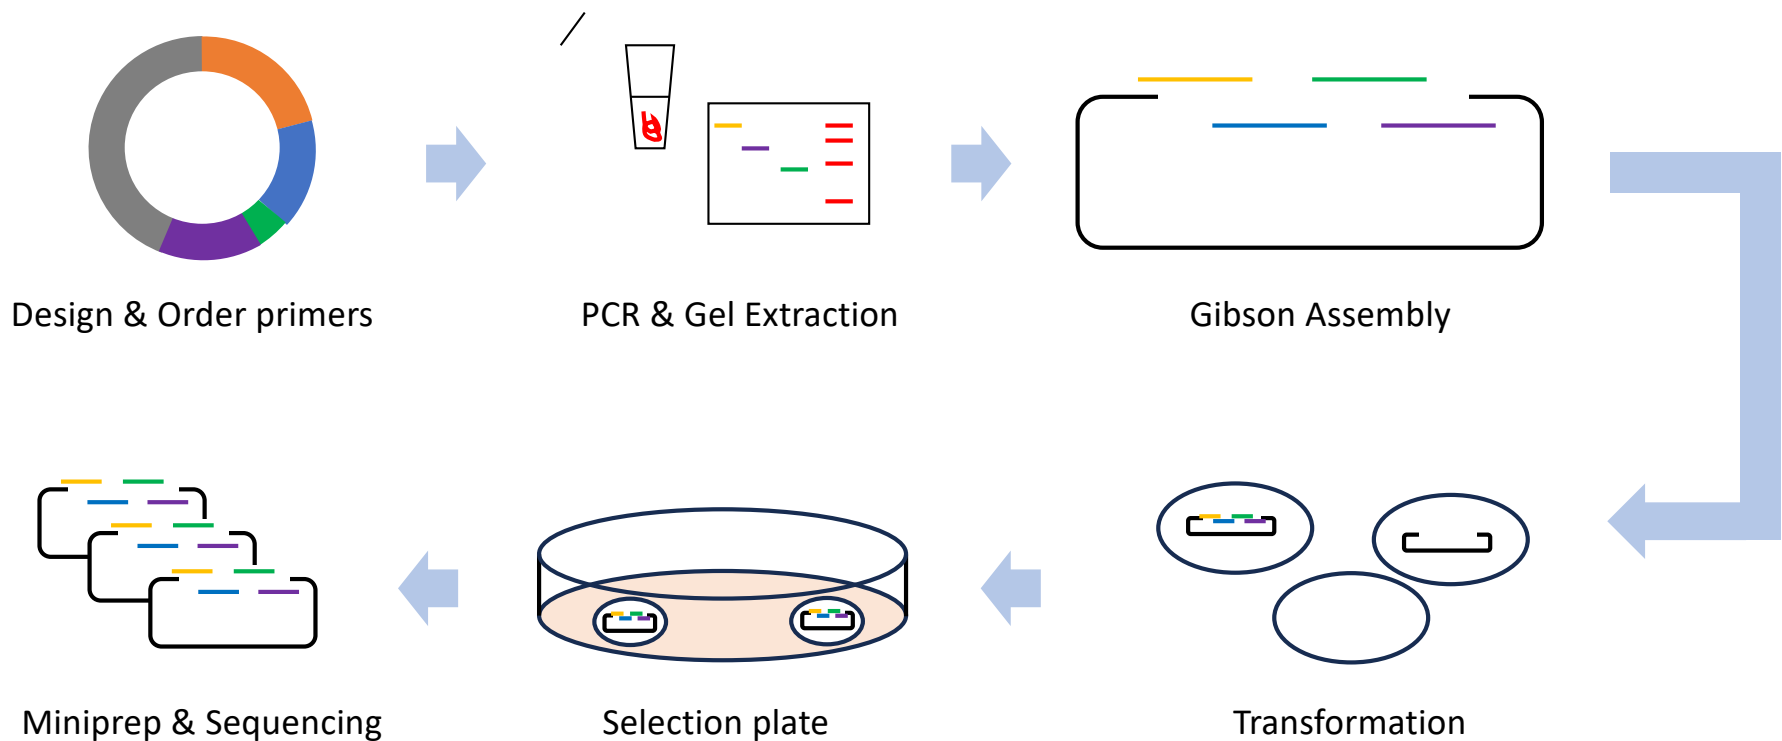 Design & Order primers
PCR & Gel Extraction
Gibson Assembly
Miniprep & Sequencing
Selection plate
Transformation